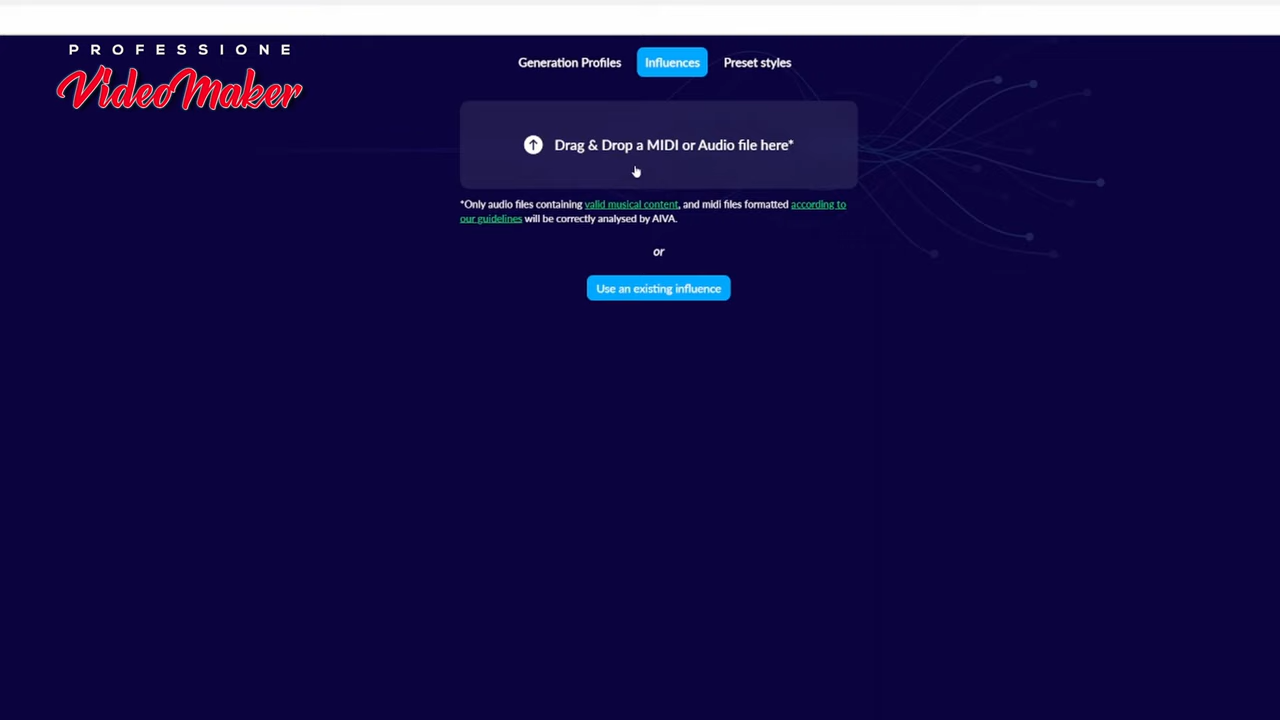 PROFESSIONE
VideoMaker
Generation Profiles
Influences
Preset styles
Drag & Drop a MIDI or Audio file here*
*Only audio files containing valid musical content, and midi files formatted according to
our guidelines will be correctly analysed by AIVA.
or
Use an existing influence